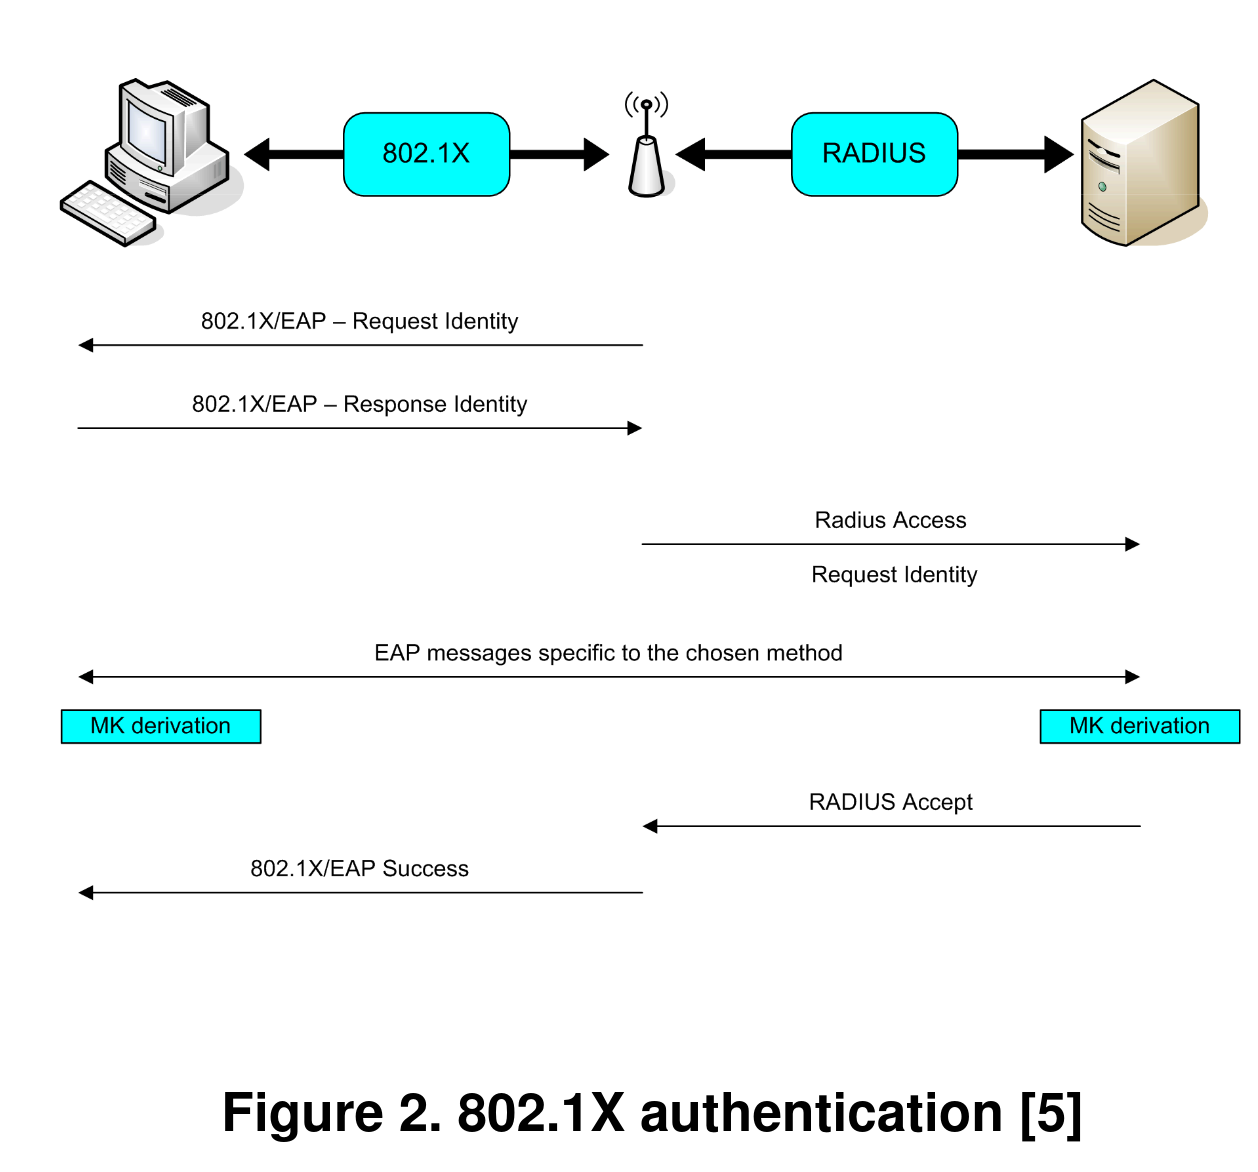 802.1X
RADIUS
802.1X/EAP – Request Identity
802.1X/EAP – Response Identity
Radius Access
Request Identity
EAP messages specific to the chosen method
MK derivation
MK derivation
RADIUS Accept
802.1X/EAP Success
Figure 2. 802.1X authentication [5]